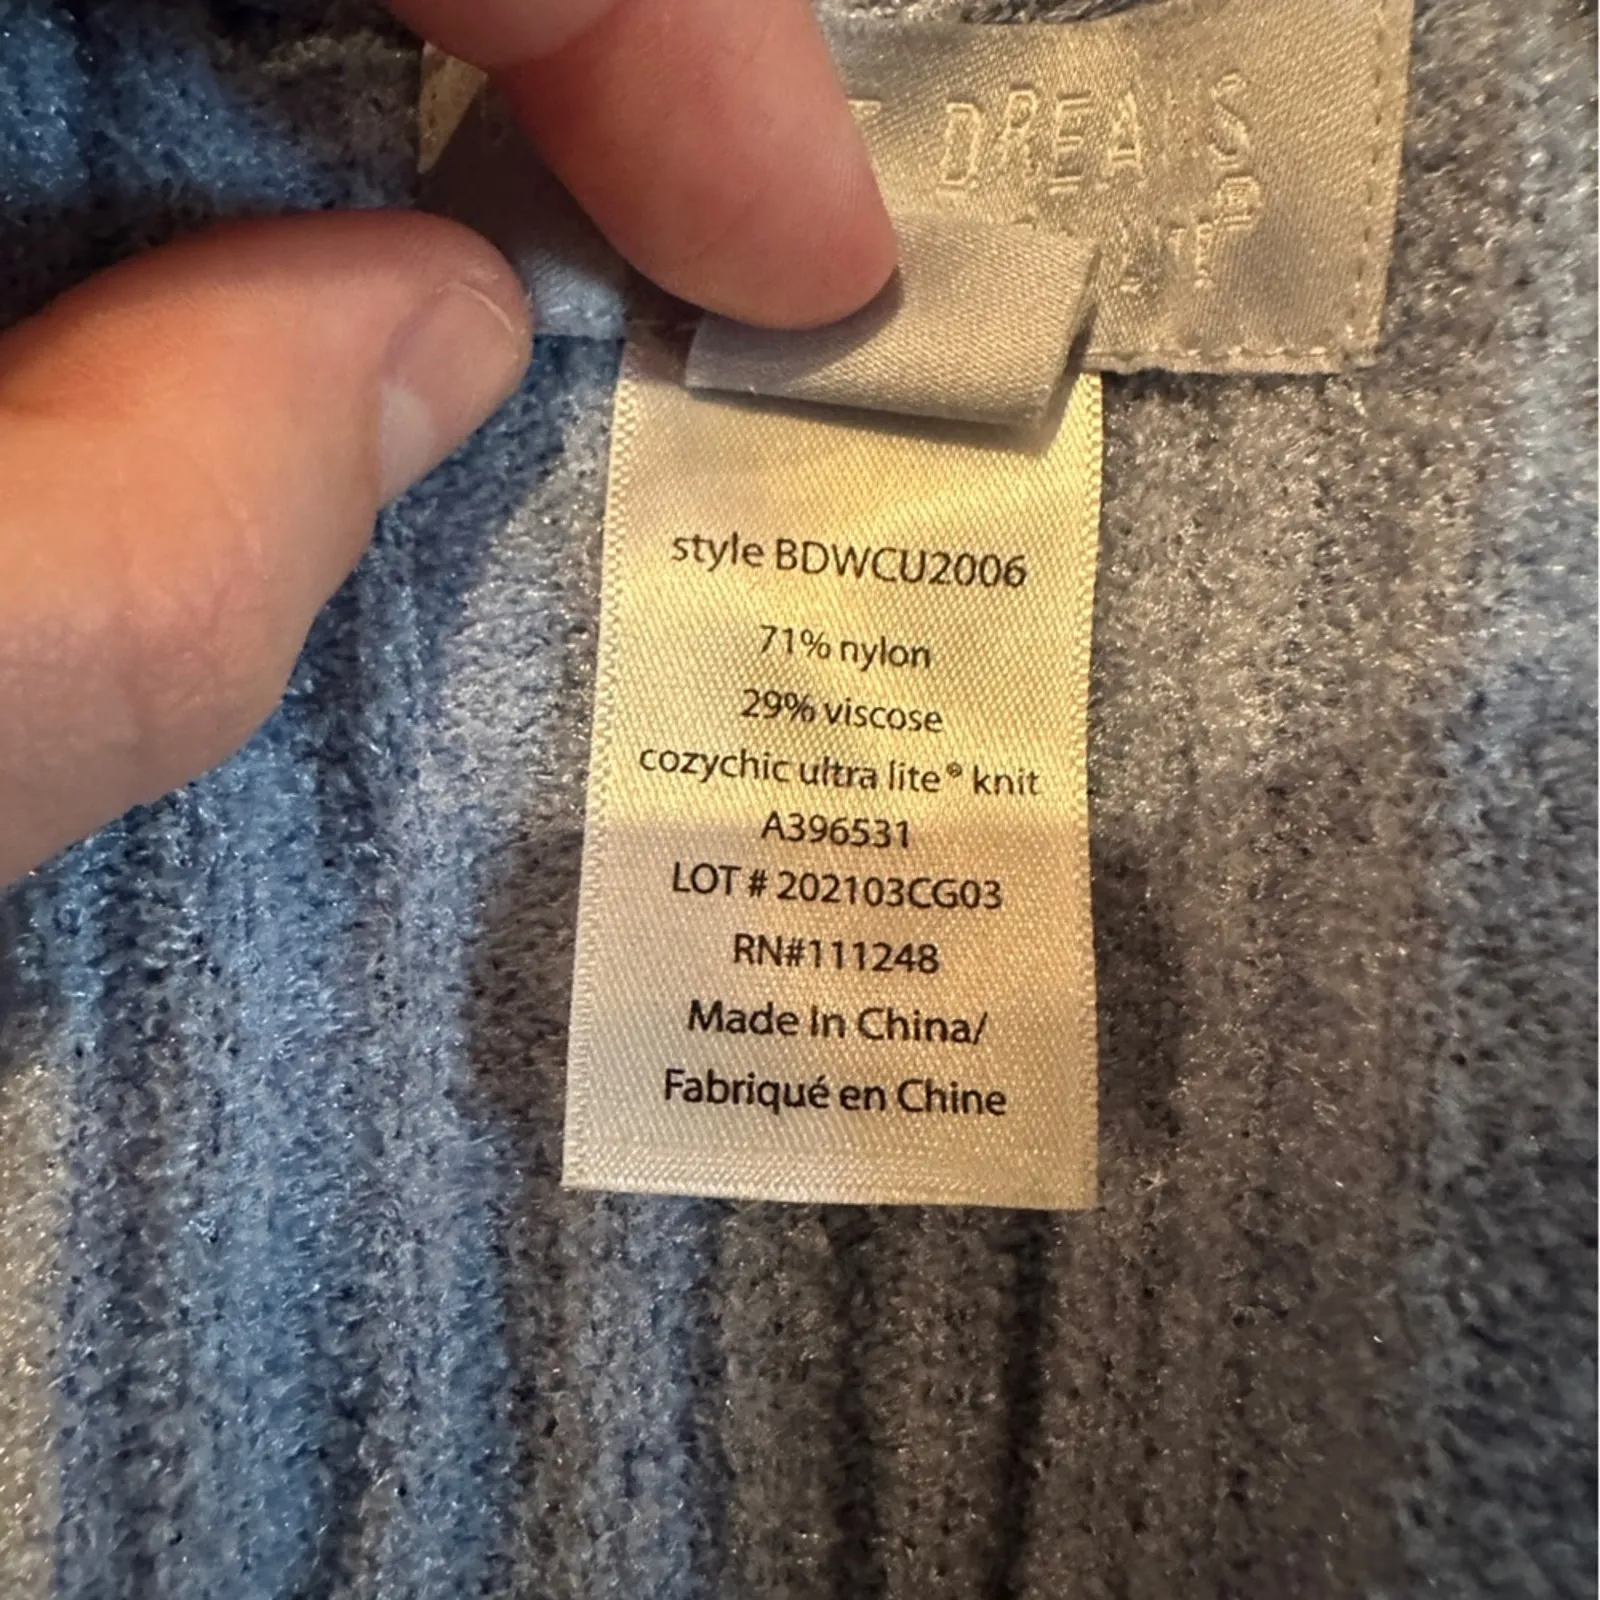 DREAMS®
style BDWCU2006
71% nylon
29% viscose
cozychic ultra lite® knit
A396531
LOT # 202103CG03
RN#111248
Made In China/
Fabriqué en Chine